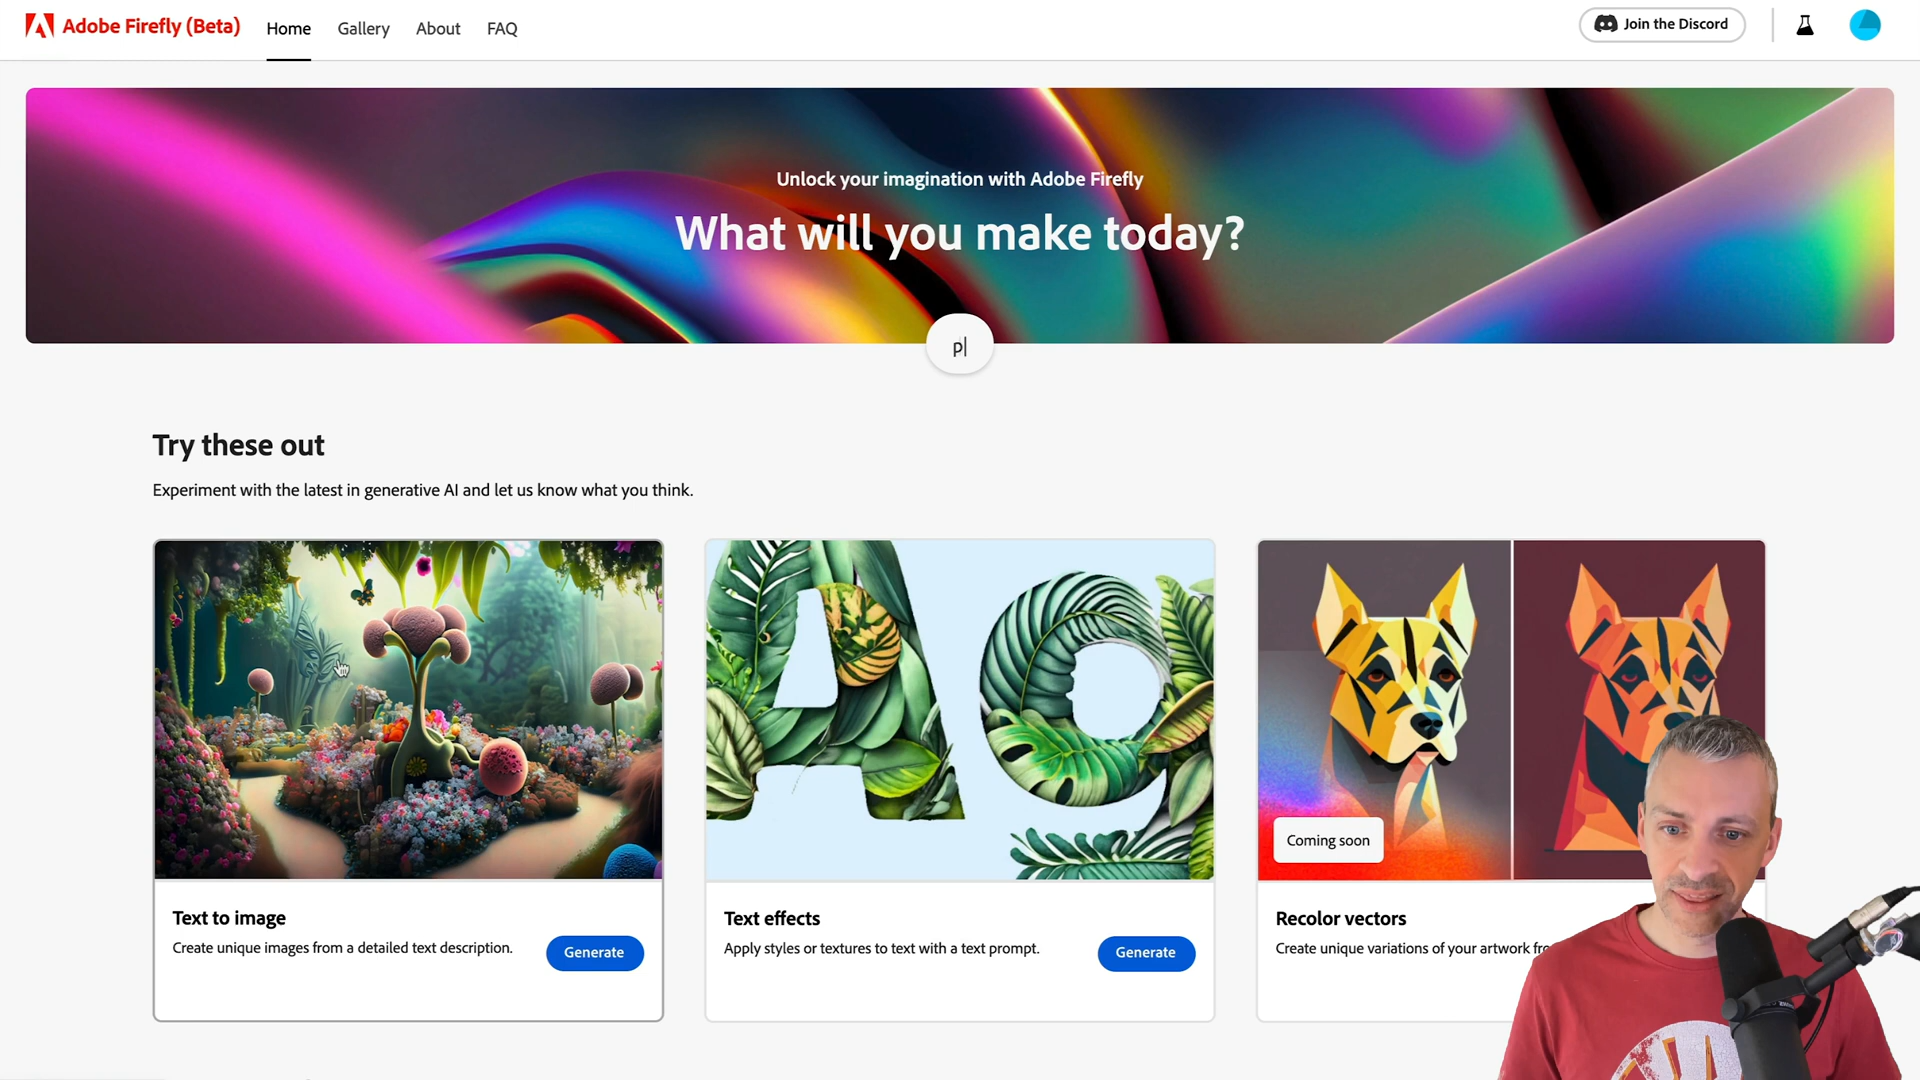 Adobe Firefly (Beta)
Home
Gallery
About
FAQ
Join the Discord
Unlock your imagination with Adobe Firefly
What will you make today?
p
Try these out
Experiment with the latest in generative AI and let us know what you think.
Ag
Coming soon
Text to image
Create unique images from a detailed text description.
Generate
Text effects
Apply styles or textures to text with a text prompt.
Generate
Recolor vectors
Create unique variations of your artwork